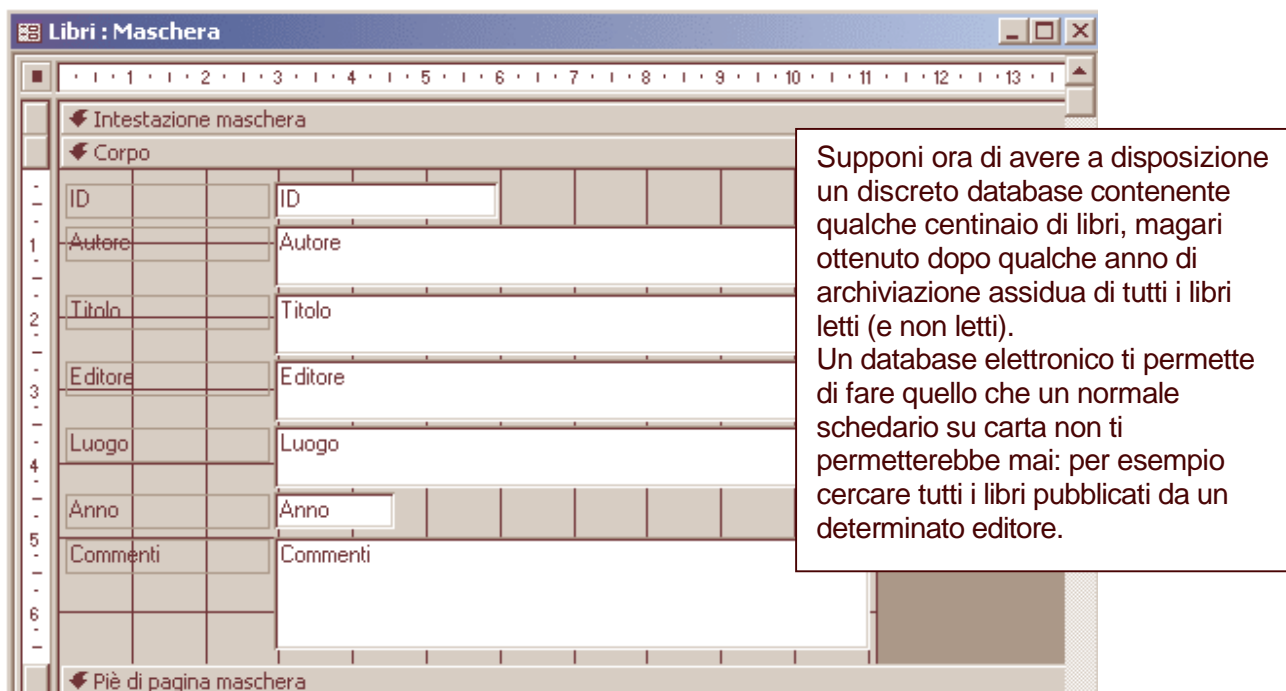 Libri : Maschera
1 2 3 4 5 6 7 8 9 10 11 12 13
Intestazione maschera
Corpo
ID ID
1 Autore Autore
2 Titolo Titolo
3 Editore Editore
4 Luogo Luogo
Anno Anno
5
Commenti Commenti
6
Piè di pagina maschera
Supponi ora di avere a disposizione
un discreto database contenente
qualche centinaio di libri, magari
ottenuto dopo qualche anno di
archiviazione assidua di tutti i libri
letti (e non letti).
Un database elettronico ti permette
di fare quello che un normale
schedario su carta non ti
permetterebbe mai: per esempio
cercare tutti i libri pubblicati da un
determinato editore.